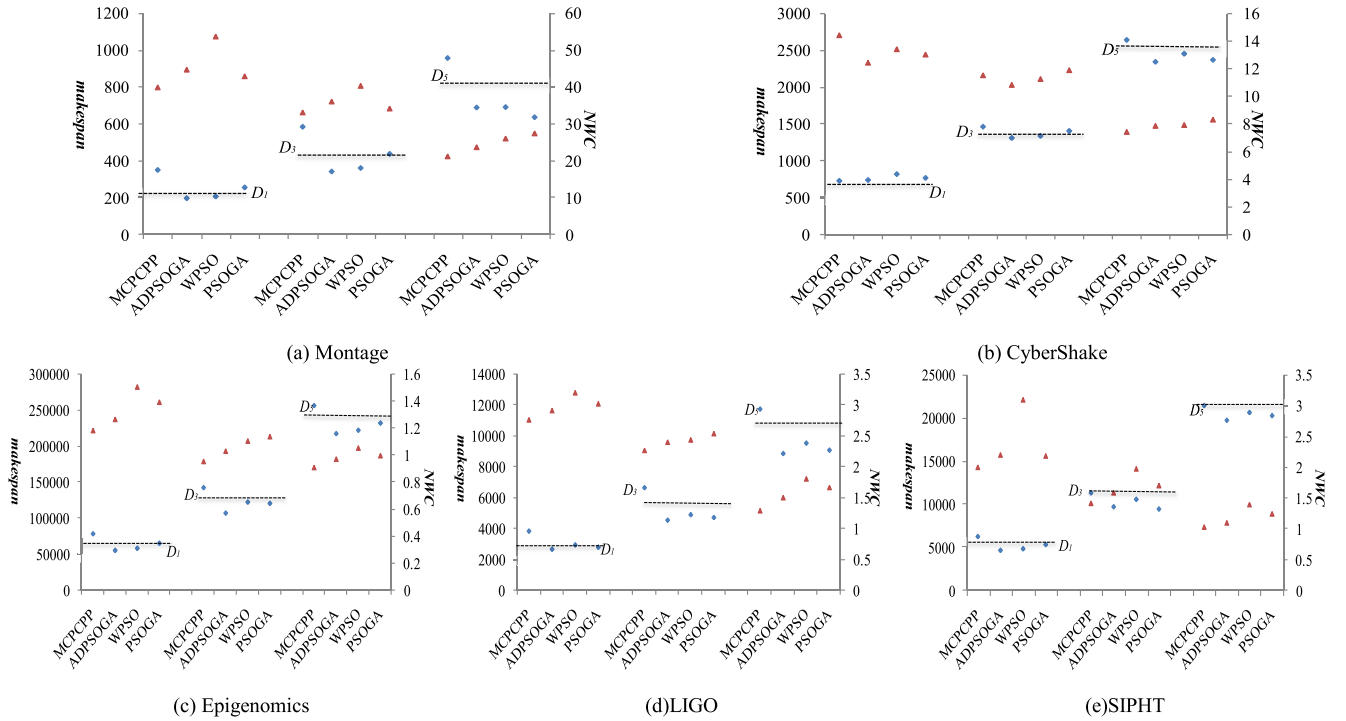 1200
1000
800
600
400
200
0
makespan
60
50
40
30
20
10
0
NWC
D1
D3
D5
MCPCPP
ADPSOGA
WPSO
PSOGA
MCPCPP
ADPSOGA
WPSO
PSOGA
MCPCPP
ADPSOGA
WPSO
PSOGA
(a) Montage
3000
2500
2000
1500
1000
500
0
makespan
16
14
12
10
8
6
4
2
0
NWC
D1
D3
D5
MCPCPP
ADPSOGA
WPSO
PSOGA
MCPCPP
ADPSOGA
WPSO
PSOGA
MCPCPP
ADPSOGA
WPSO
PSOGA
(b) CyberShake
300000
250000
200000
150000
100000
50000
0
makespan
1.6
1.4
1.2
1
0.8
0.6
0.4
0.2
0
NWC
D1
D3
D5
MCPCPP
ADPSOGA
WPSO
PSOGA
MCPCPP
ADPSOGA
WPSO
PSOGA
MCPCPP
ADPSOGA
WPSO
PSOGA
(c) Epigenomics
14000
12000
10000
8000
6000
4000
2000
0
makespan
3.5
3
2.5
2
1.5
1
0.5
0
NWC
D1
D3
D5
MCPCPP
ADPSOGA
WPSO
PSOGA
MCPCPP
ADPSOGA
WPSO
PSOGA
MCPCPP
ADPSOGA
WPSO
PSOGA
(d)LIGO
25000
20000
15000
10000
5000
0
makespan
3.5
3
2.5
2
1.5
1
0.5
0
NWC
D1
D3
D5
MCPCPP
ADPSOGA
WPSO
PSOGA
MCPCPP
ADPSOGA
WPSO
PSOGA
MCPCPP
ADPSOGA
WPSO
PSOGA
(e)SIPHT